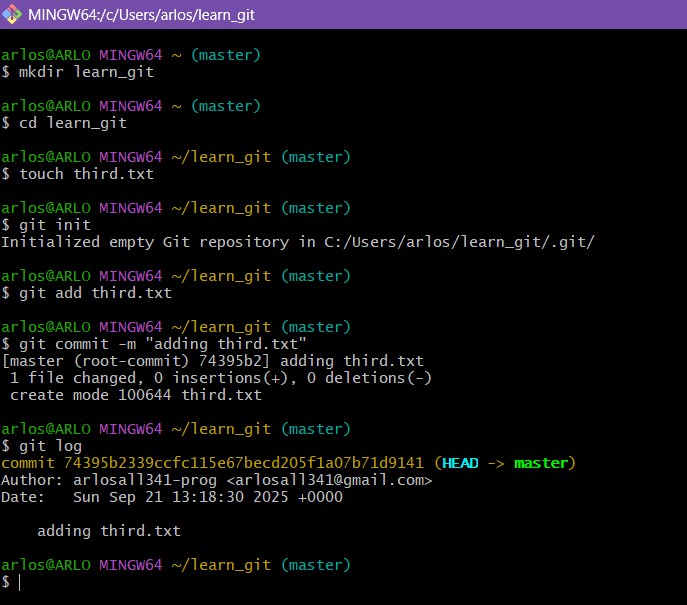 MINGW64:/c/Users/arlos/learn_git
arlos@ARLO MINGW64 ~ (master)
$ mkdir learn_git
arlos@ARLO MINGW64 ~ (master)
$ cd learn_git
arlos@ARLO MINGW64 ~/learn_git (master)
$ touch third.txt
arlos@ARLO MINGW64 ~/learn_git (master)
$ git init
Initialized empty Git repository in C:/Users/arlos/learn_git/.git/
arlos@ARLO MINGW64 ~/learn_git (master)
$ git add third.txt
arlos@ARLO MINGW64 ~/learn_git (master)
$ git commit -m "adding third.txt"
[master (root-commit) 74395b2] adding third.txt
 1 file changed, 0 insertions(+), 0 deletions(-)
 create mode 100644 third.txt
arlos@ARLO MINGW64 ~/learn_git (master)
$ git log
commit 74395b2339ccfc115e67becd205f1a07b71d9141 (HEAD -> master)
Author: arlosall341-prog <arlosall341@gmail.com>
Date:   Sun Sep 21 13:18:30 2025 +0000
    adding third.txt
arlos@ARLO MINGW64 ~/learn_git (master)
$